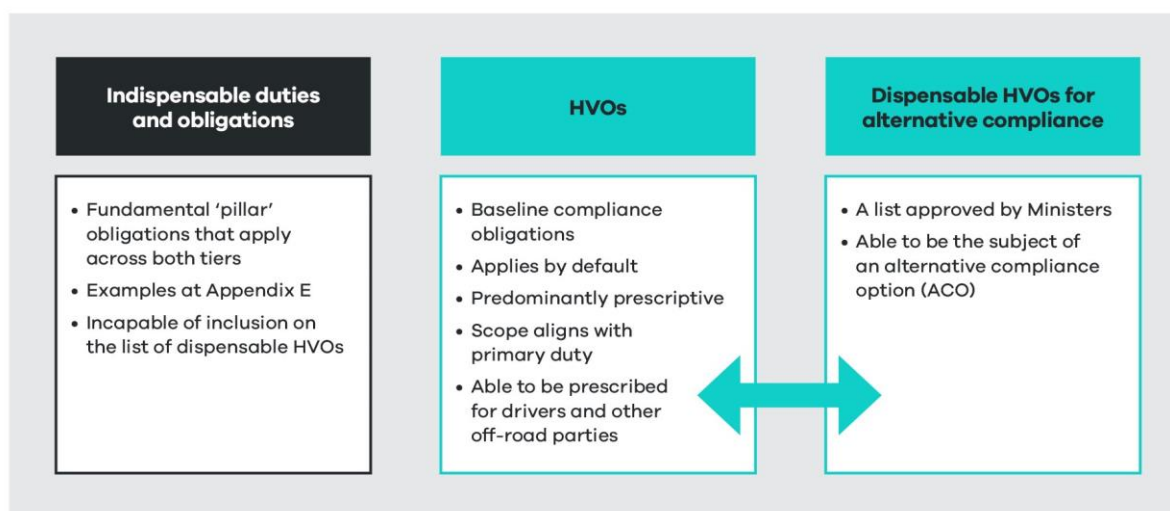 Indispensable duties
and obligations
• Fundamental ‘pillar’
obligations that apply
across both tiers
• Examples at Appendix E
• Incapable of inclusion on
the list of dispensable HVOs
HVOs
• Baseline compliance
obligations
• Applies by default
• Predominantly prescriptive
• Scope aligns with
primary duty
• Able to be prescribed
for drivers and other
off-road parties
Dispensable HVOs for
alternative compliance
• A list approved by Ministers
• Able to be the subject of
an alternative compliance
option (ACO)